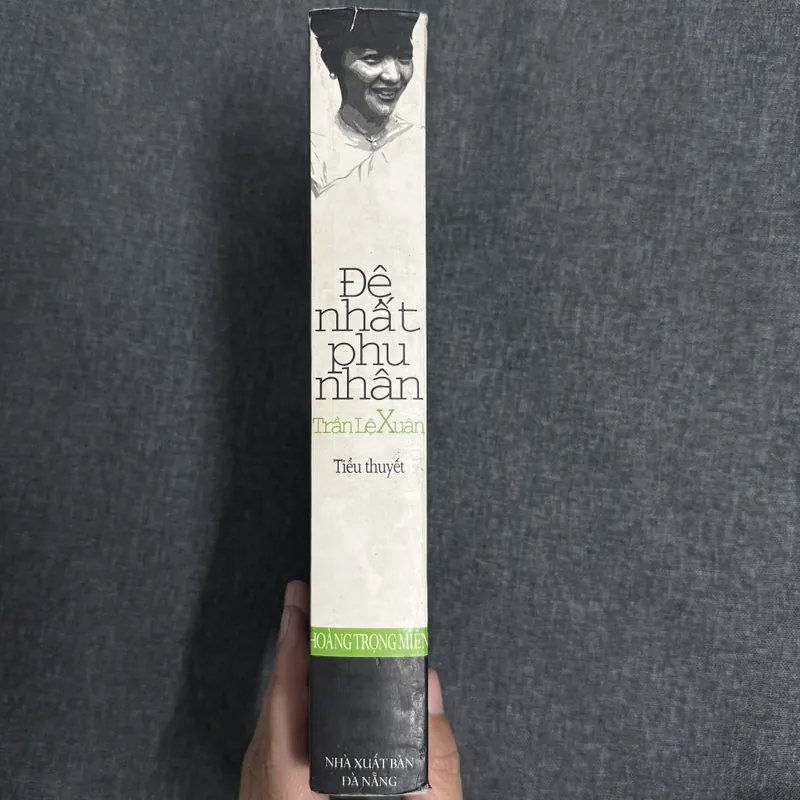 Đệ
nhất
phu
nhân
Trần Lệ Xuân
Tiểu thuyết
HOÀNG TRỌNG MIÊN
NHÀ XUẤT BẢN
ĐÀ NẴNG